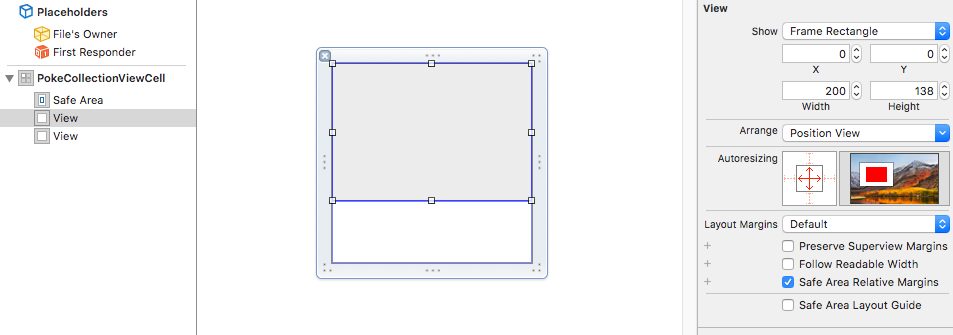 Placeholders
File's Owner
First Responder
PokeCollectionViewCell
Safe Area
View
View
View
Show Frame Rectangle
0 0
X Y
200 138
Width Height
Arrange Position View
Autoresizing
Layout Margins Default
Preserve Superview Margins
Follow Readable Width
Safe Area Relative Margins
Safe Area Layout Guide